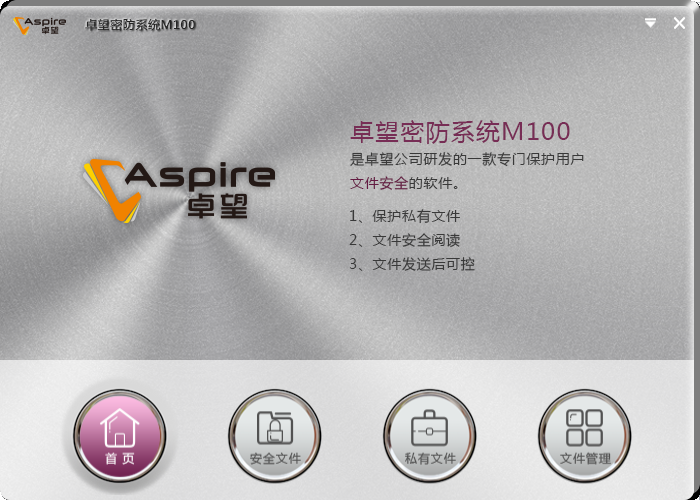 Aspire
卓望
卓望密防系统M100
卓望密防系统M100
是卓望公司研发的一款专门保护用户
文件安全的软件。
1、保护私有文件
2、文件安全阅读
3、文件发送后可控
Aspire
卓望
首页
安全文件
私有文件
文件管理